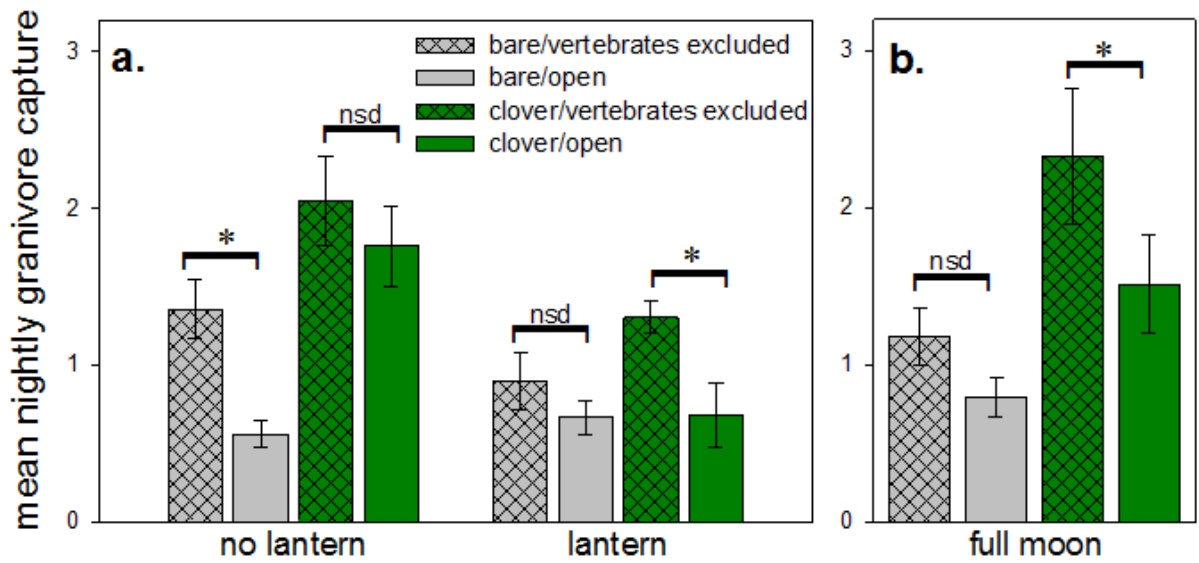 mean nightly granivore capture
3
2
1
0
a.
bare/vertebrates excluded
bare/open
clover/vertebrates excluded
clover/open
*
nsd
nsd
*
no lantern
lantern
3
2
1
0
b.
nsd
*
full moon